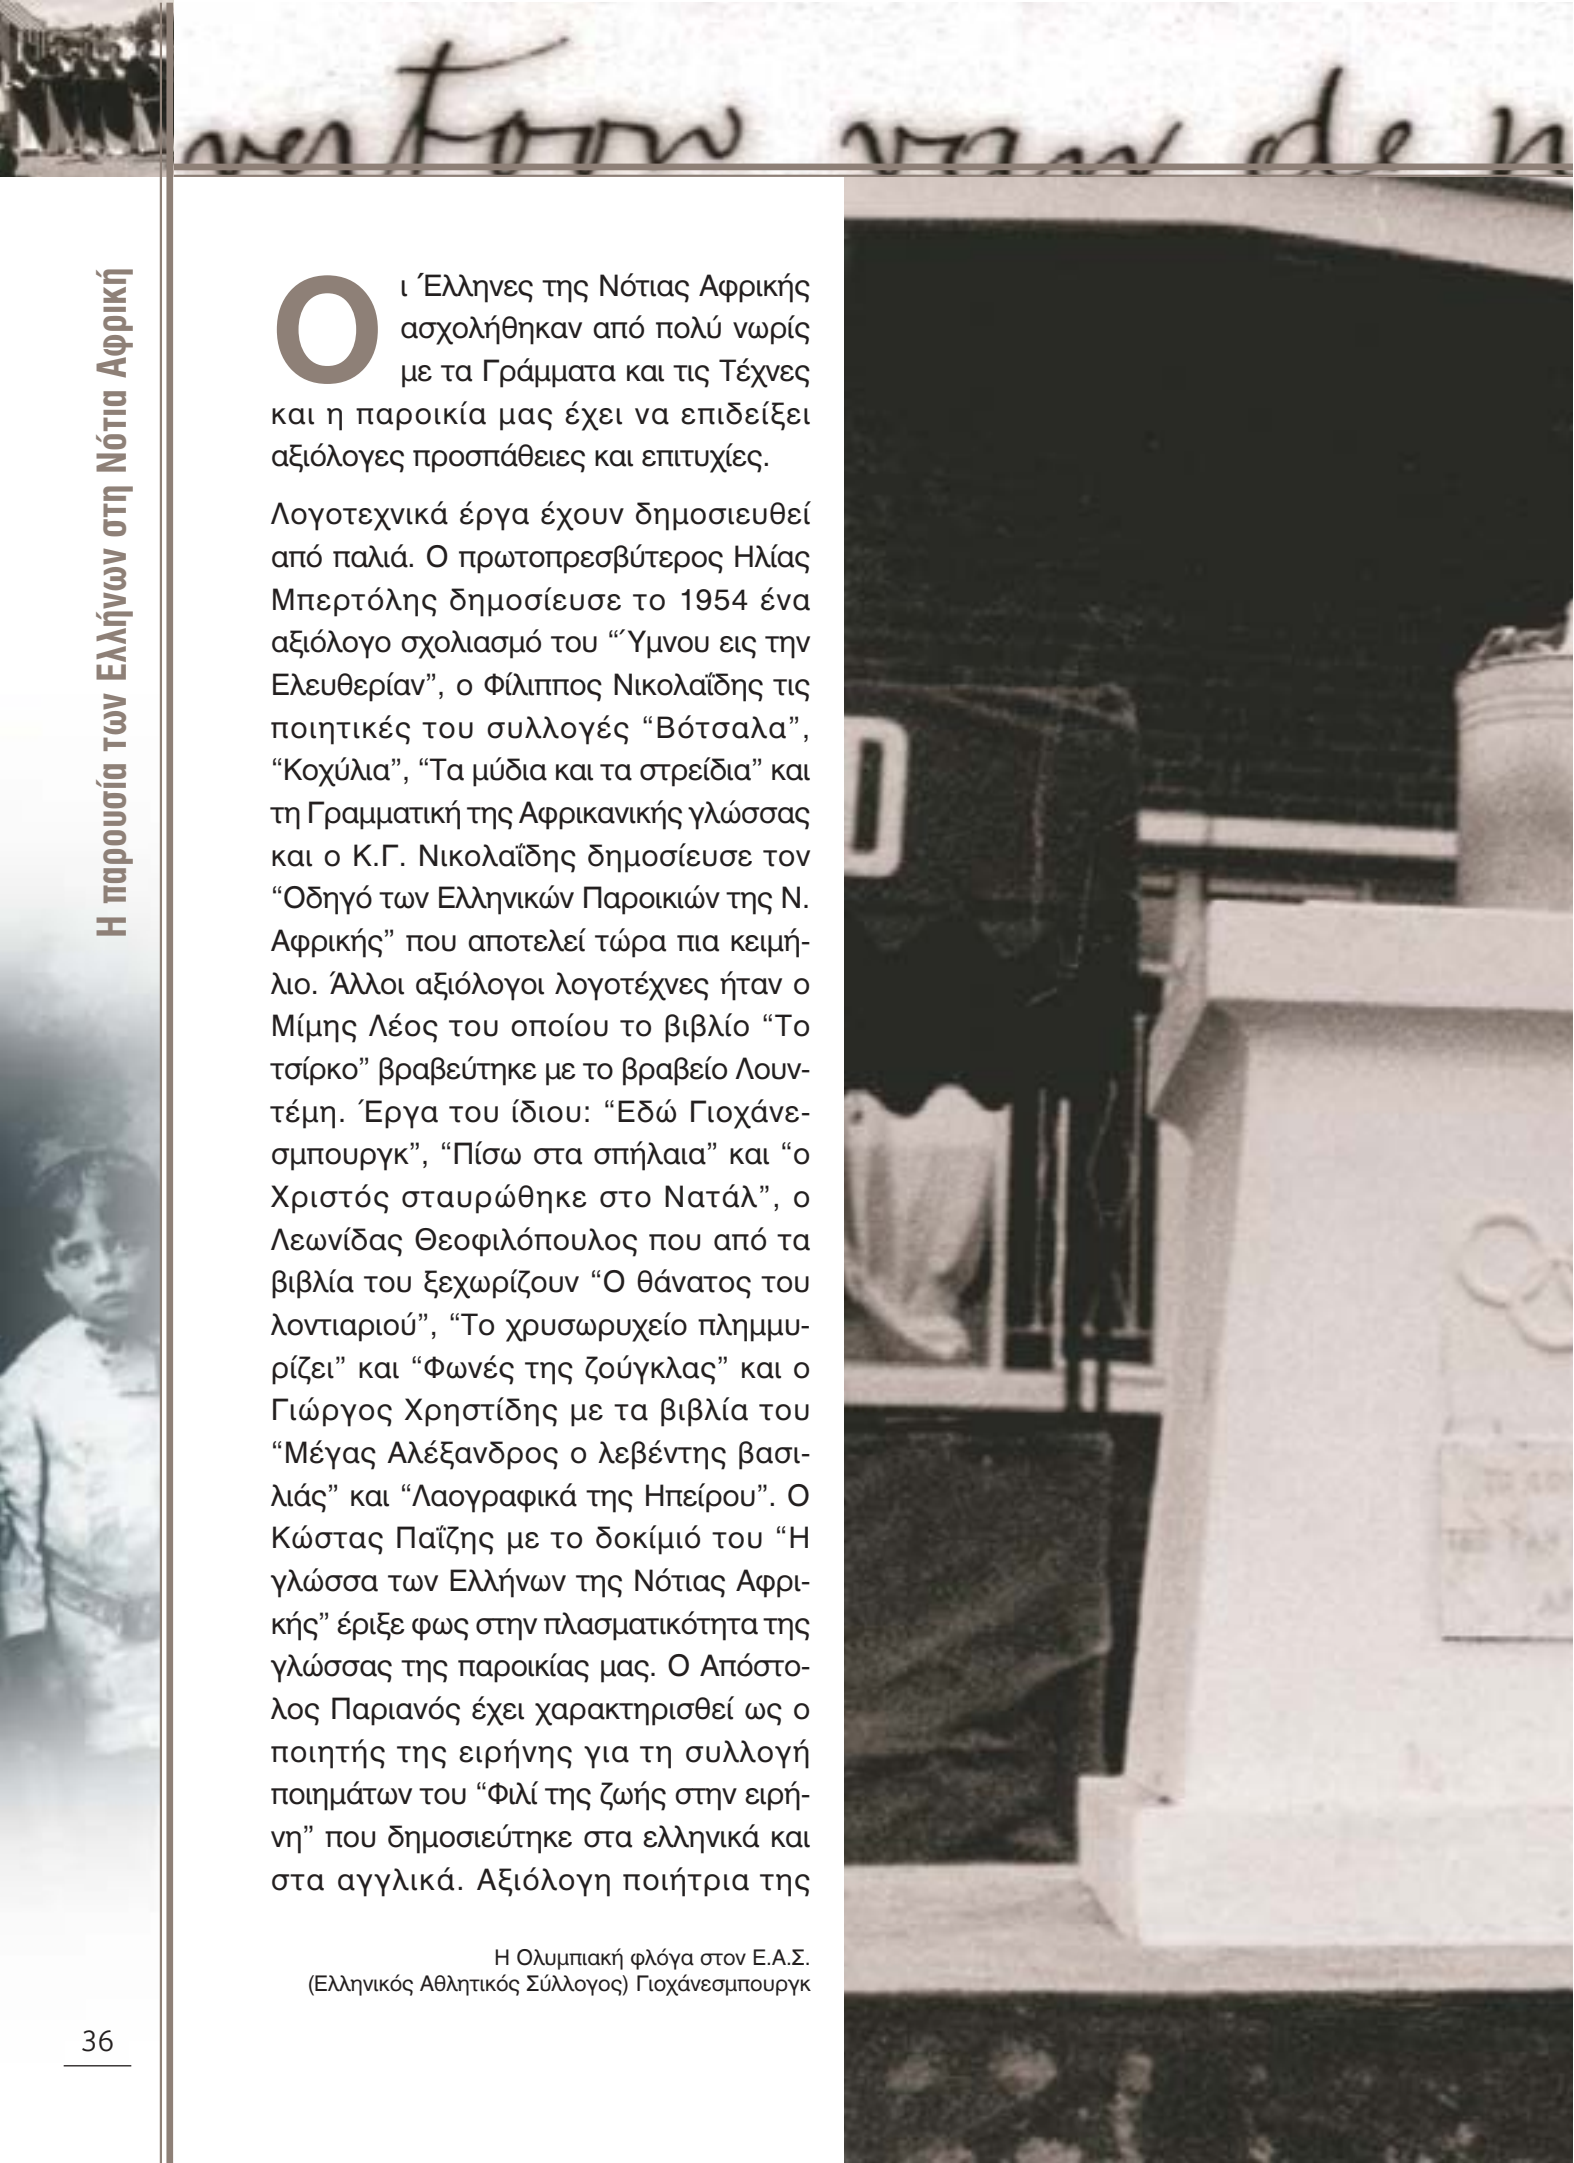 vertoon van de
Η παρουσία των Ελλήνων στη Νότια Αφρική
Οι Έλληνες της Νότιας Αφρικής
ασχολήθηκαν από πολύ νωρίς
με τα Γράμματα και τις Τέχνες
και η παροικία μας έχει να επιδείξει
αξιόλογες προσπάθειες και επιτυχίες.
Λογοτεχνικά έργα έχουν δημοσιευθεί
από παλιά. Ο πρωτοπρεσβύτερος Ηλίας
Μπερτόλης δημοσίευσε το 1954 ένα
αξιόλογο σχολιασμό του “Ύμνου εις την
Ελευθερίαν”, ο Φίλιππος Νικολαΐδης τις
ποιητικές του συλλογές “Βότσαλα”,
“Κοχύλια”, “Τα μύδια και τα στρείδια” και
τη Γραμματική της Αφρικανικής γλώσσας
και ο Κ.Γ. Νικολαΐδης δημοσίευσε τον
“Οδηγό των Ελληνικών Παροικιών της Ν.
Αφρικής” που αποτελεί τώρα πια κειμή-
λιο. Άλλοι αξιόλογοι λογοτέχνες ήταν ο
Μίμης Λέος του οποίου το βιβλίο “Το
τσίρκο” βραβεύτηκε με το βραβείο Λουν-
τέμη. Έργα του ίδιου: “Εδώ Γιοχάνε-
σμπουργκ”, “Πίσω στα σπήλαια” και “ο
Χριστός σταυρώθηκε στο Νατάλ”, ο
Λεωνίδας Θεοφιλόπουλος που από τα
βιβλία του ξεχωρίζουν “Ο θάνατος του
λοντιαριού”, “Το χρυσωρυχείο πλημμυ-
ρίζει” και “Φωνές της ζούγκλας” και ο
Γιώργος Χρηστίδης με τα βιβλία του
“Μέγας Αλέξανδρος ο λεβέντης βασι-
λιάς” και “Λαογραφικά της Ηπείρου”. Ο
Κώστας Παΐζης με το δοκίμιό του “Η
γλώσσα των Ελλήνων της Νότιας Αφρι-
κής” έριξε φως στην πλασματικότητα της
γλώσσας της παροικίας μας. Ο Απόστο-
λος Παριανός έχει χαρακτηρισθεί ως ο
ποιητής της ειρήνης για τη συλλογή
ποιημάτων του “Φιλί της ζωής στην ειρή-
νη” που δημοσιεύτηκε στα ελληνικά και
στα αγγλικά. Αξιόλογη ποιήτρια της
Η Ολυμπιακή φλόγα στον Ε.Α.Σ.
(Ελληνικός Αθλητικός Σύλλογος) Γιοχάνεσμπουργκ
36